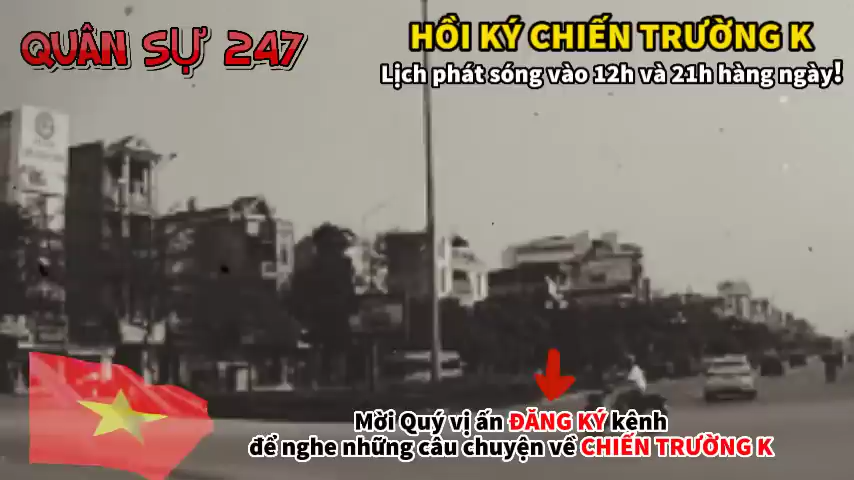 QUÂN SỰ 247
HỒI KÝ CHIẾN TRƯỜNG K
Lịch phát sóng vào 12h và 21h hàng ngày!
Mời Quý vị ấn ĐĂNG KÝ kênh
để nghe những câu chuyện về CHIẾN TRƯỜNG K